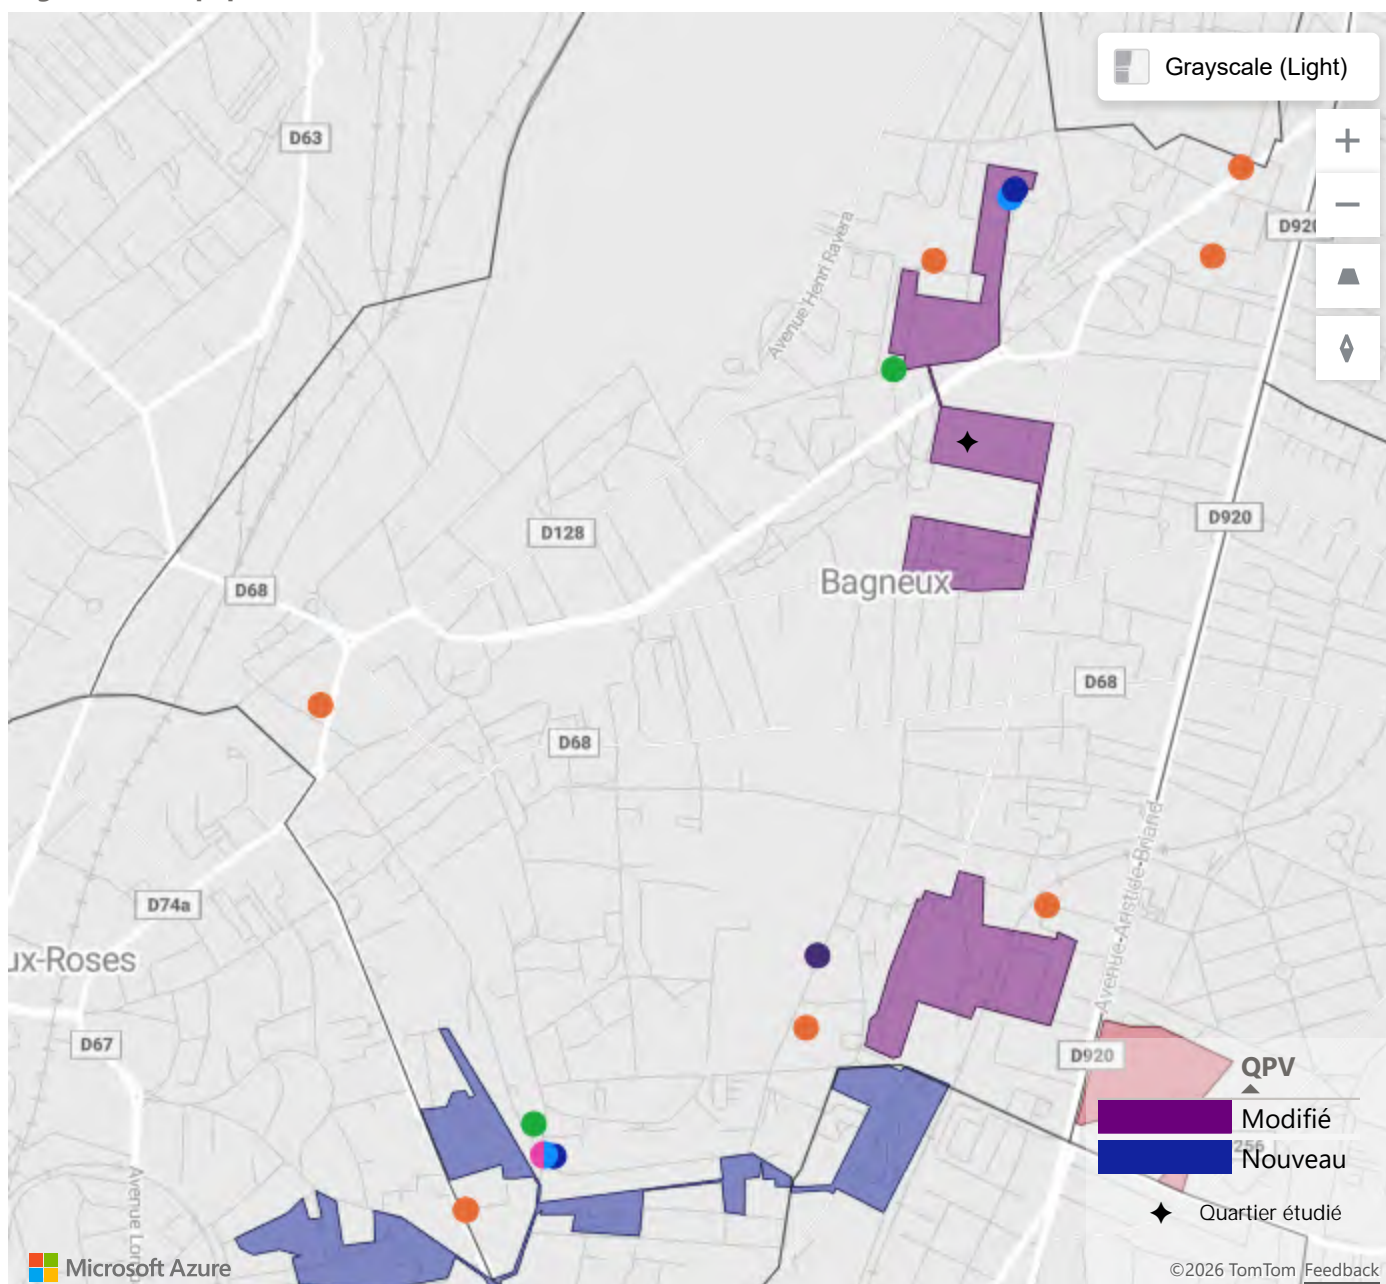 Grayscale (Light)
D63
D920
Avenue Henri Ravera
D128
D920
D68
Bagneux
D68
D68
Avenue-Aristide-Briand
D74a
ux-Roses
D67
D920
QPV
Modifié
256
Nouveau
Quartier étudié
Microsoft Azure
©2026 TomTom Feedback